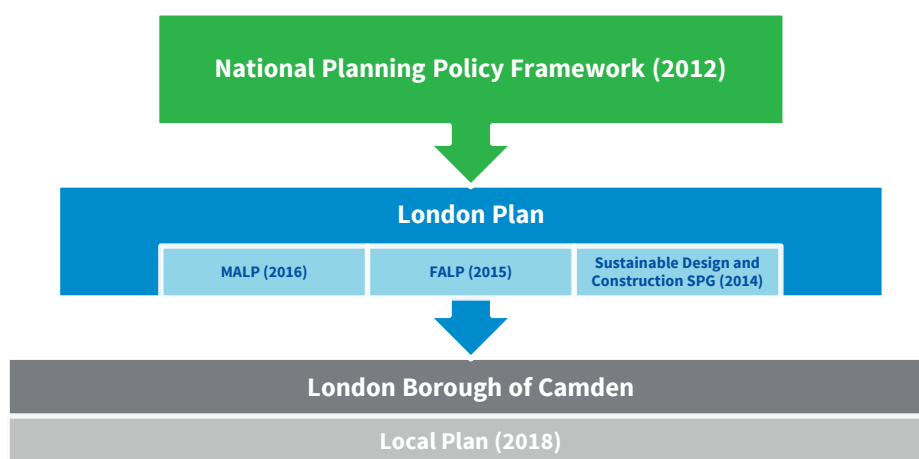 National Planning Policy Framework (2012)
London Plan
MALP (2016)
FALP (2015)
Sustainable Design and
Construction SPG (2014)
London Borough of Camden
Local Plan (2018)